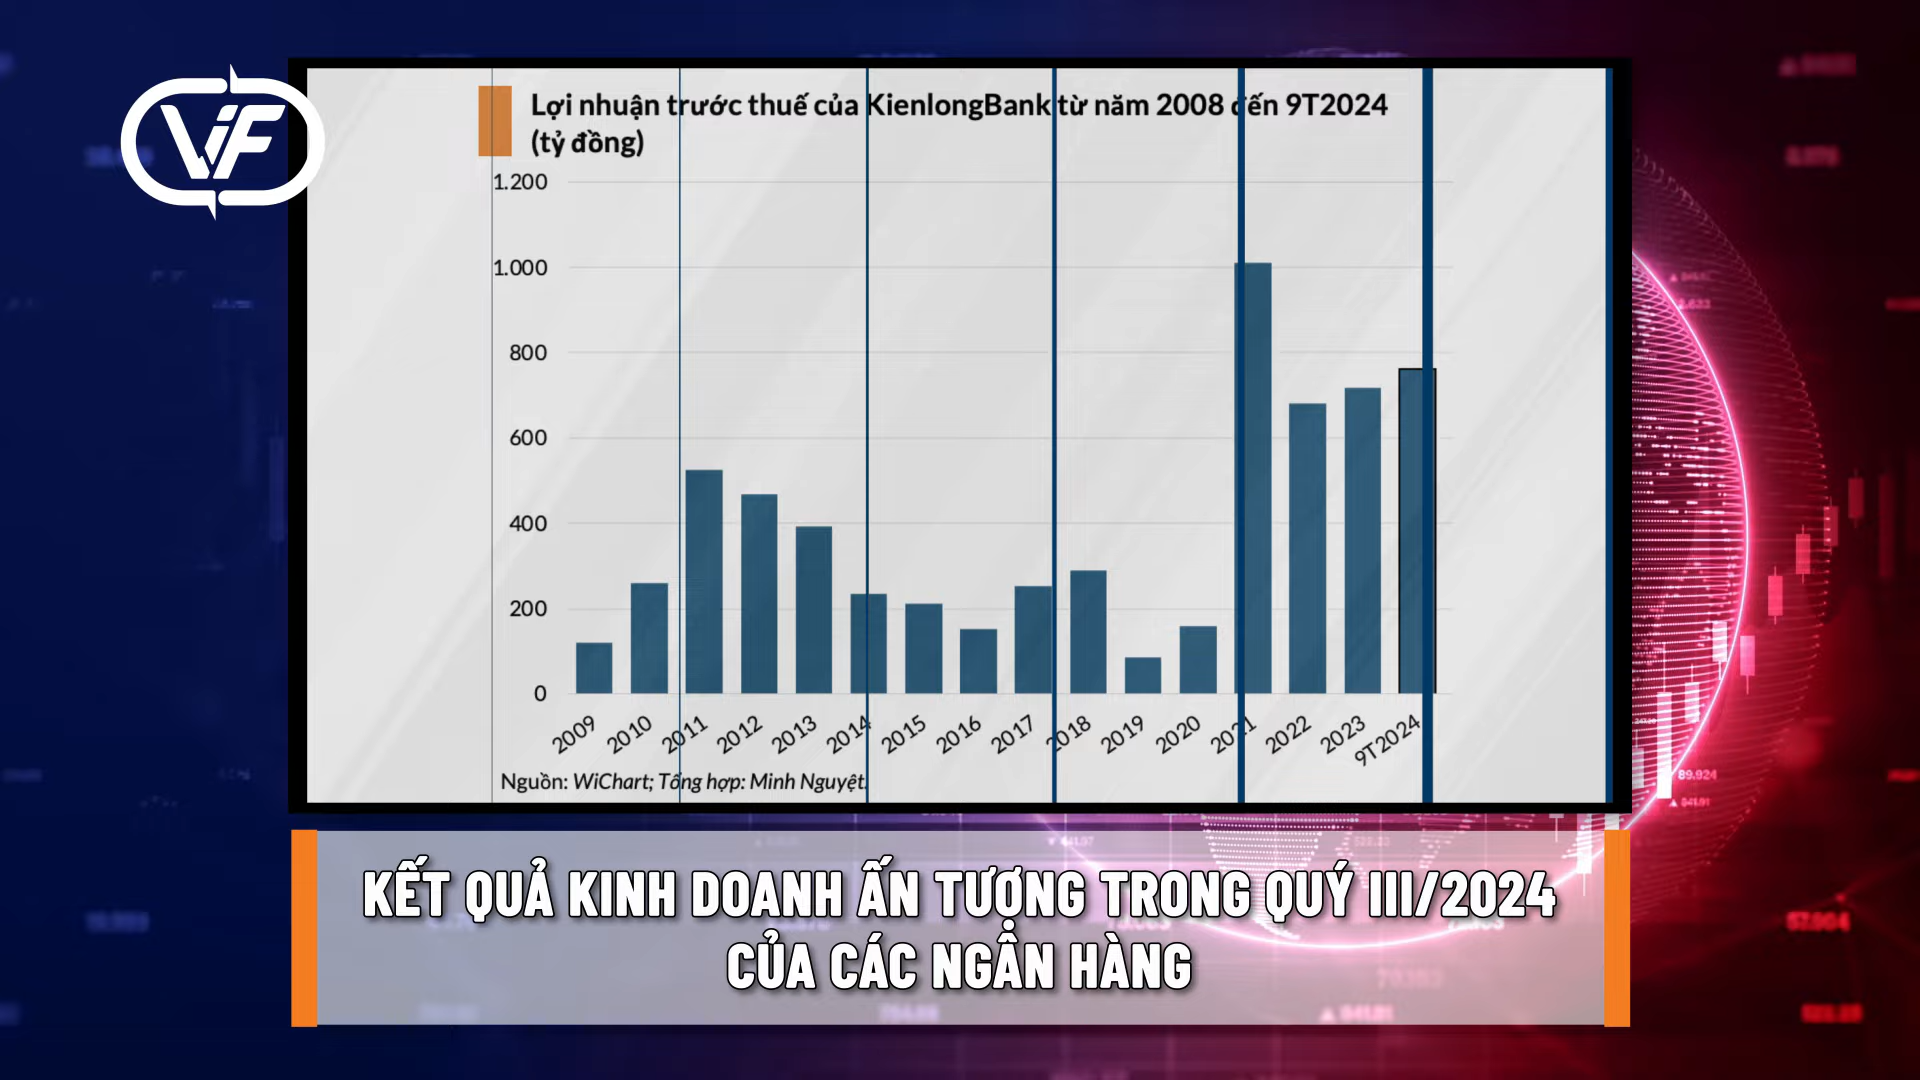 ViF
Lợi nhuận trước thuế của KienlongBank từ năm 2008 đến 9T2024
(tỷ đồng)
1.200
1.000
800
600
400
200
0
2009 2010 2011 2012 2013 2014 2015 2016 2017 2018 2019 2020 2021 2022 2023 9T2024
Nguồn: WiChart; Tổng hợp: Minh Nguyệt.
89.924
KẾT QUẢ KINH DOANH ẤN TƯỢNG TRONG QUÝ III/2024
CỦA CÁC NGÂN HÀNG